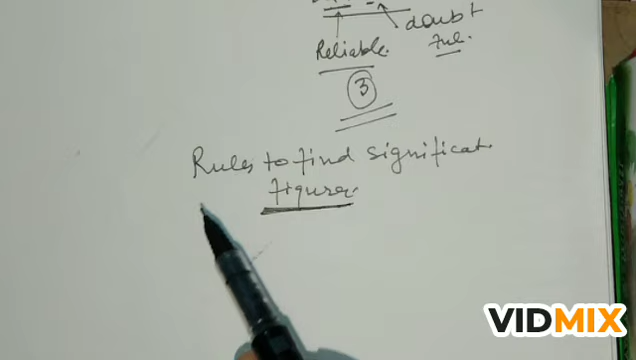 doubt
Reliable. ful.
3
Rules to find significat.
figures.
VIDMIX